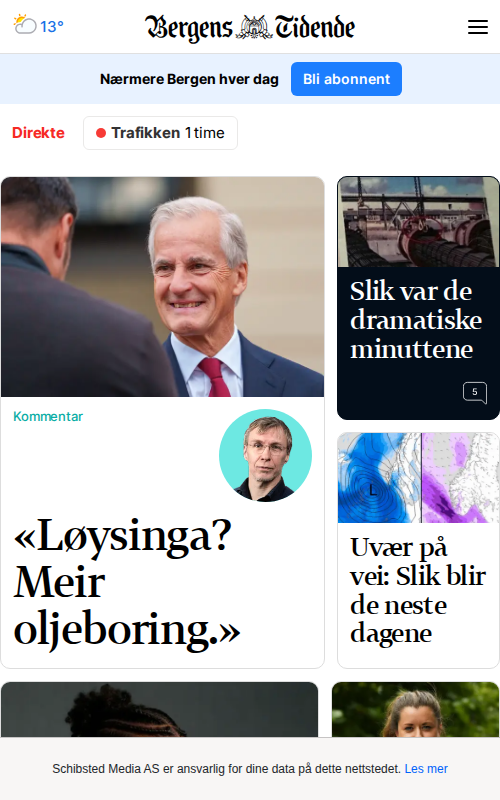 13°
Bergens Tidende
Nærmere Bergen hver dag
Bli abonnent
Direkte
Trafikken 1 time
Kommentar
«Løysinga?
Meir
oljeboring.»
Slik var de
dramatiske
minuttene
5
L
Uvær på
vei: Slik blir
de neste
dagene
Schibsted Media AS er ansvarlig for dine data på dette nettstedet. Les mer